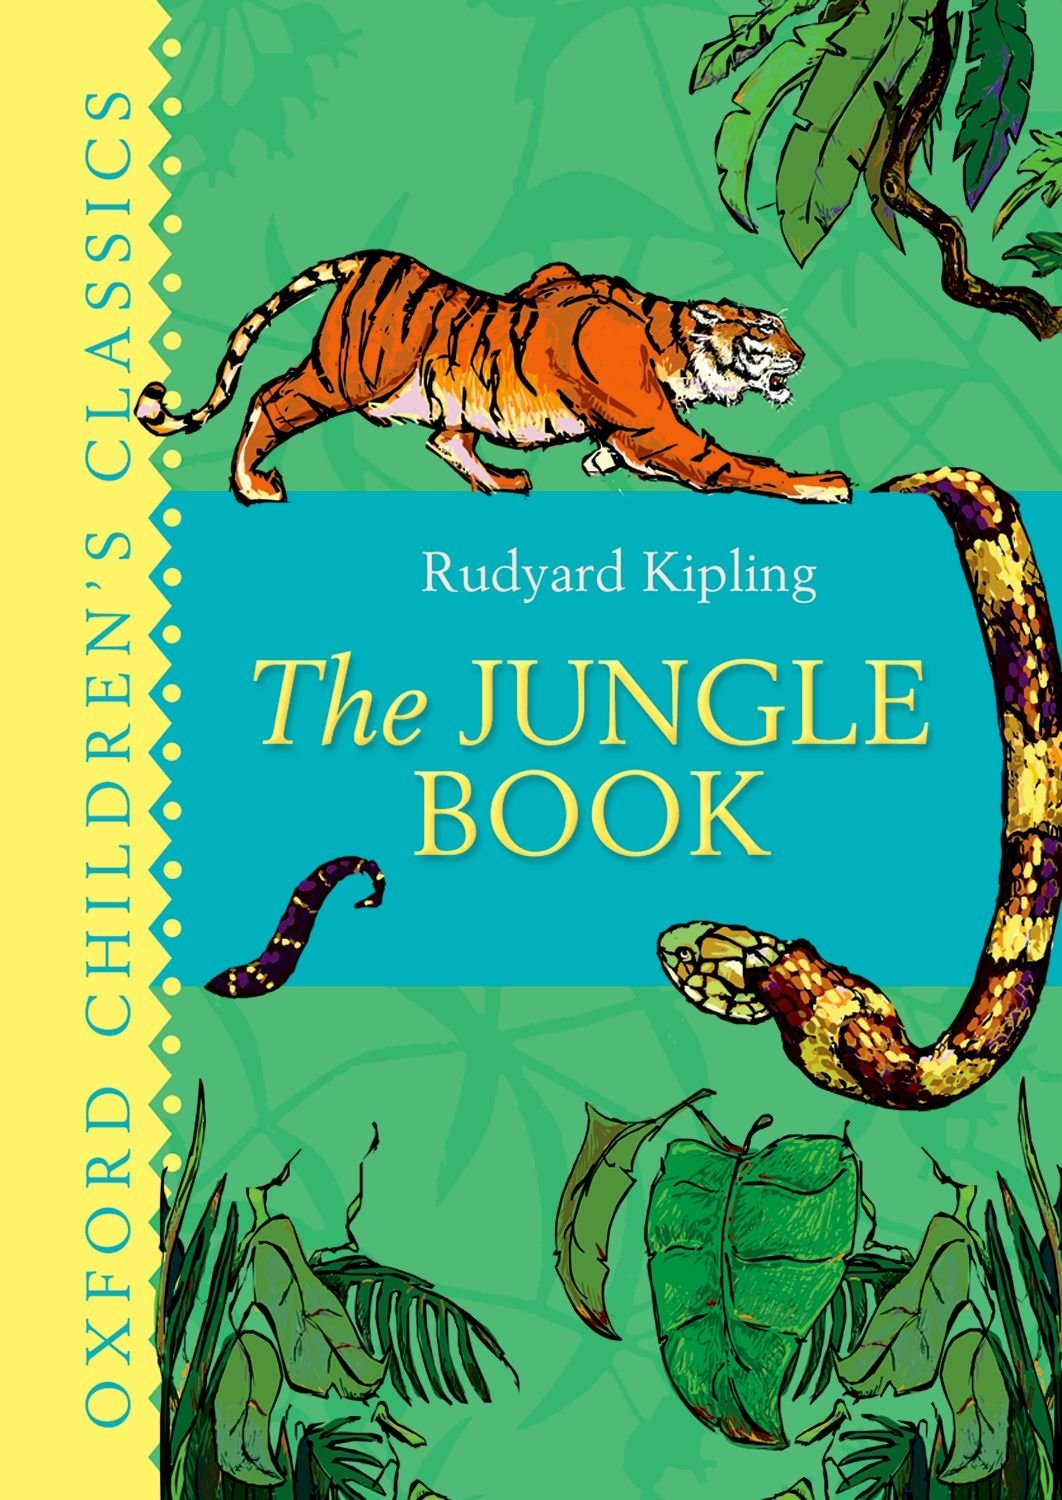 OXFORD CHILDREN'S CLASSICS
Rudyard Kipling
The JUNGLE
BOOK